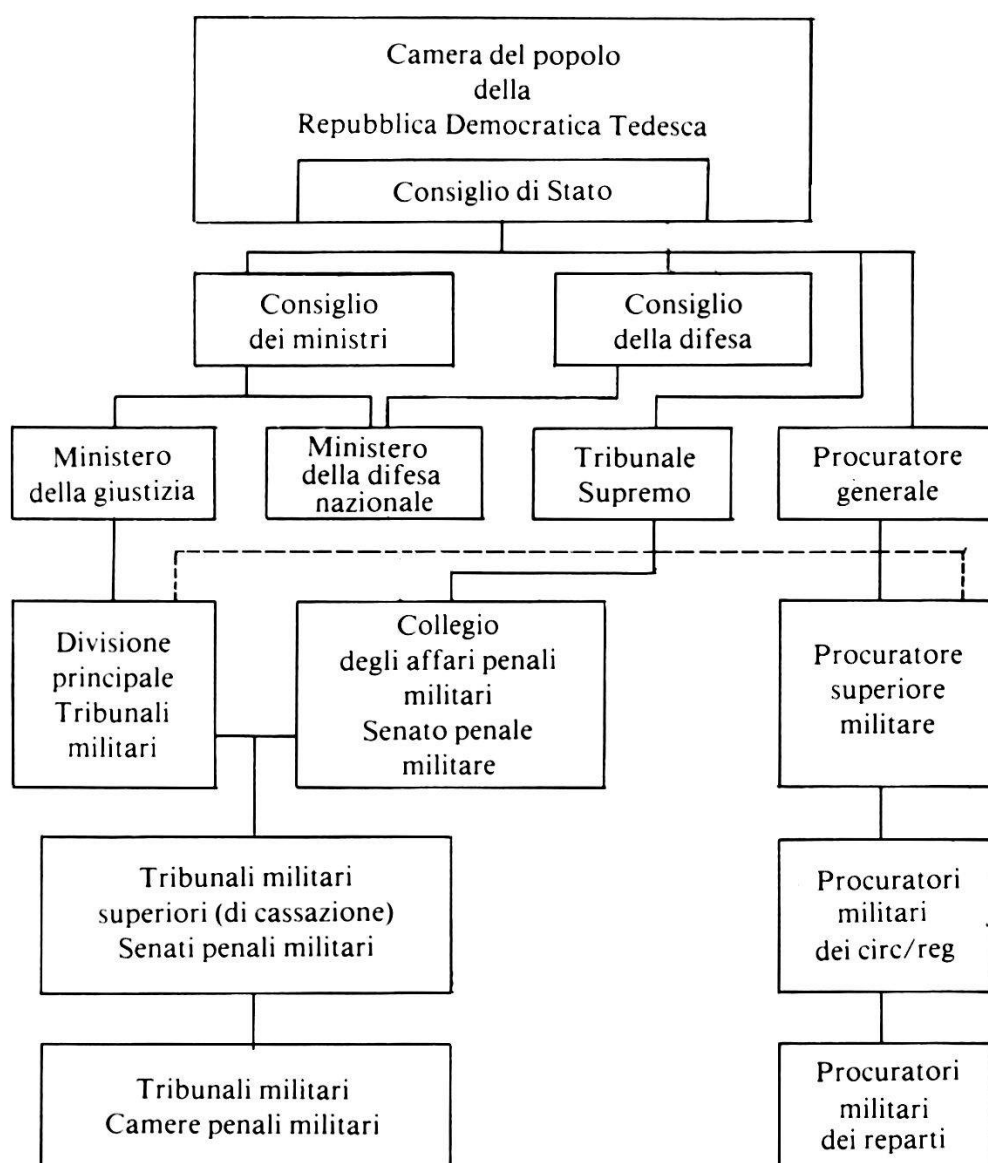 Camera del popolo
della
Repubblica Democratica Tedesca
Consiglio di Stato
Consiglio
dei ministri
Consiglio
della difesa
Ministero
della giustizia
Ministero
della difesa
nazionale
Tribunale
Supremo
Procuratore
generale
Divisione
principale
Tribunali
militari
Collegio
degli affari penali
militari
Senato penale
militare
Procuratore
superiore
militare
Tribunali militari
superiori (di cassazione)
Senati penali militari
Procuratori
militari
dei circ/reg
Tribunali militari
Camere penali militari
Procuratori
militari
dei reparti